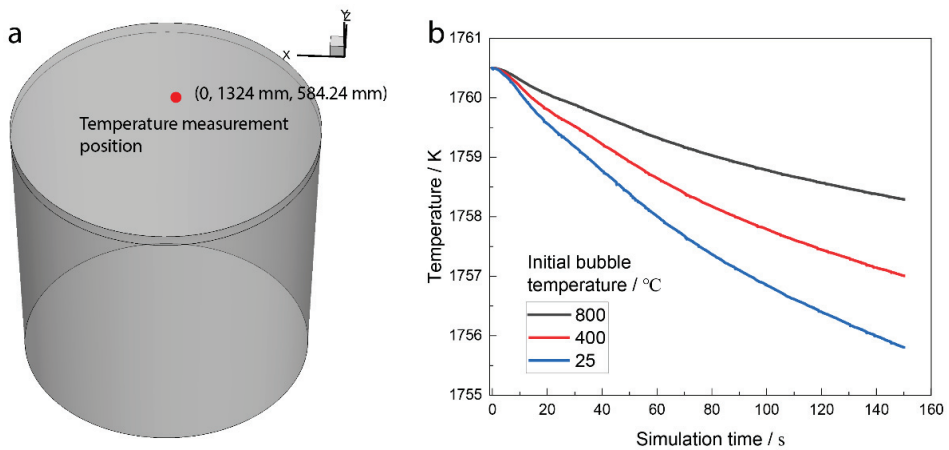 a
Y
Z
X
(0, 1324 mm, 584.24 mm)
Temperature measurement
position
b
1761
1760
1759
1758
1757
1756
1755
Temperature / K
Initial bubble
temperature / °C
800
400
25
0 20 40 60 80 100 120 140 160
Simulation time / s